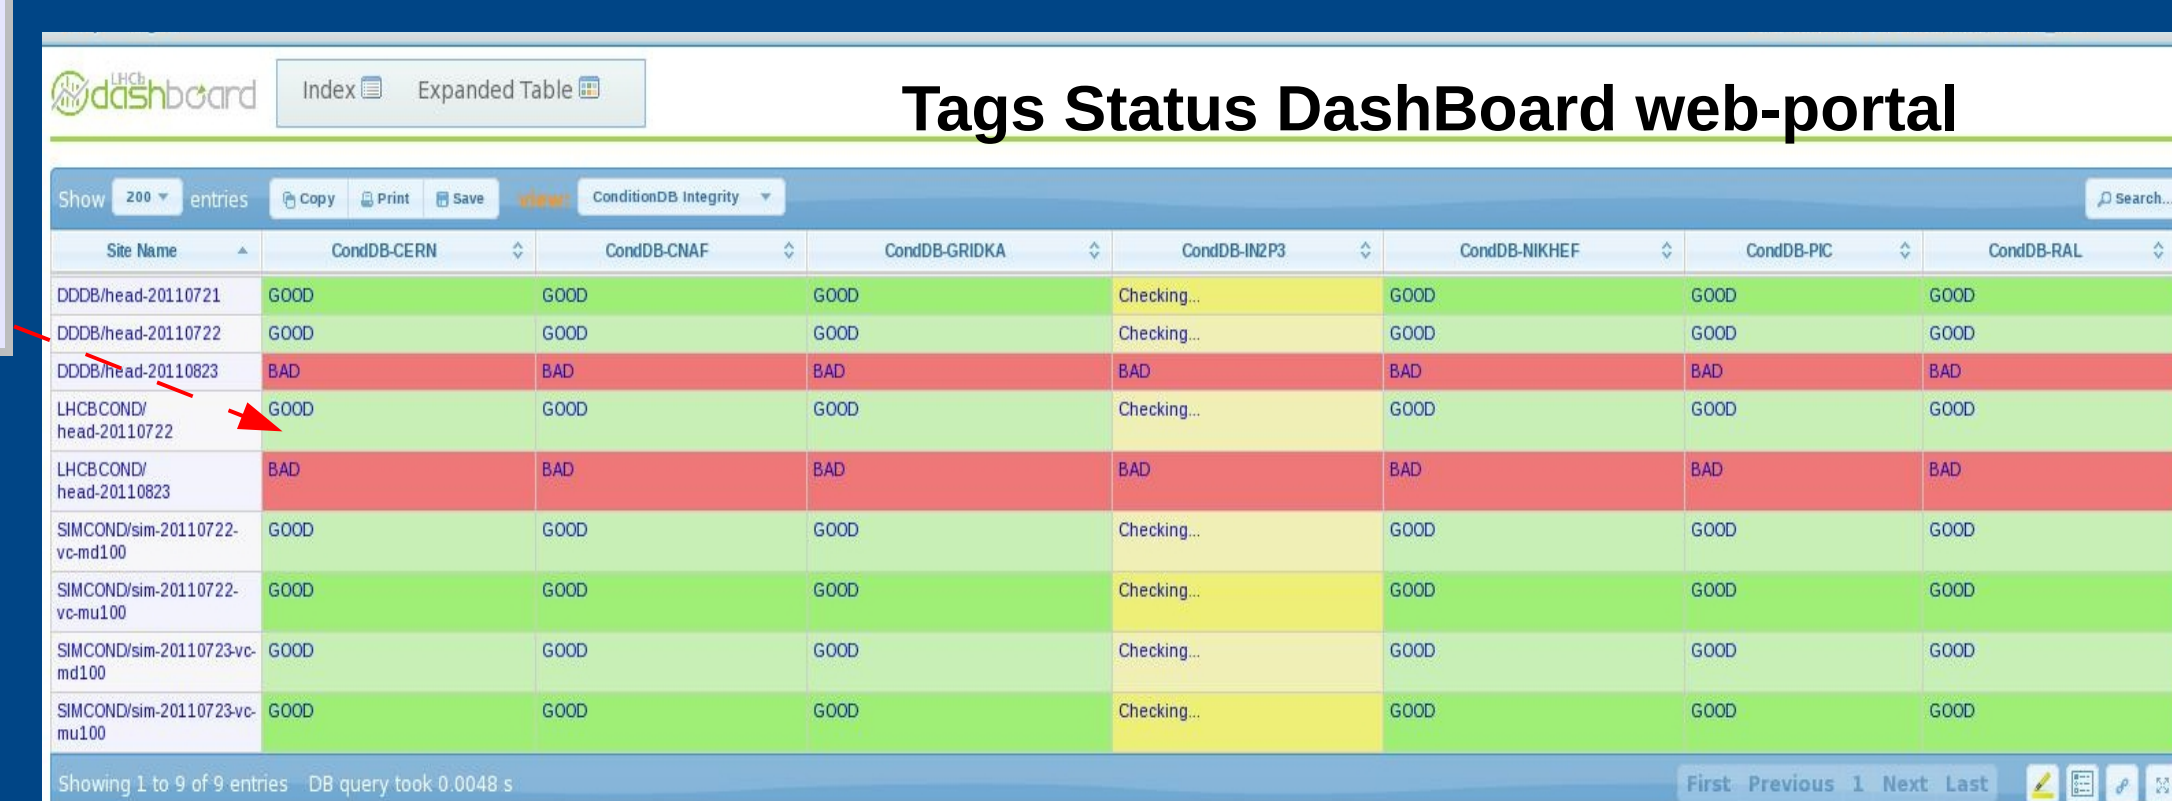 LHCb
dashboard
Index Expanded Table
Tags Status DashBoard web-portal
Show 200 entries Copy Print Save view: ConditionDB Integrity Search...
Site Name CondDB-CERN CondDB-CNAF CondDB-GRIDKA CondDB-IN2P3 CondDB-NIKHEF CondDB-PIC CondDB-RAL
DDDB/head-20110721 GOOD GOOD GOOD Checking... GOOD GOOD GOOD
DDDB/head-20110722 GOOD GOOD GOOD Checking... GOOD GOOD GOOD
DDDB/head-20110823 BAD BAD BAD BAD BAD BAD BAD
LHCBCOND/ GOOD GOOD GOOD Checking... GOOD GOOD GOOD
head-20110722
LHCBCOND/ BAD BAD BAD BAD BAD BAD BAD
head-20110823
SIMCOND/sim-20110722- GOOD GOOD GOOD Checking... GOOD GOOD GOOD
vc-md100
SIMCOND/sim-20110722- GOOD GOOD GOOD Checking... GOOD GOOD GOOD
vc-mu100
SIMCOND/sim-20110723-vc- GOOD GOOD GOOD Checking... GOOD GOOD GOOD
md100
SIMCOND/sim-20110723-vc- GOOD GOOD GOOD Checking... GOOD GOOD GOOD
mu100
Showing 1 to 9 of 9 entries DB query took 0.0048 s First Previous 1 Next Last